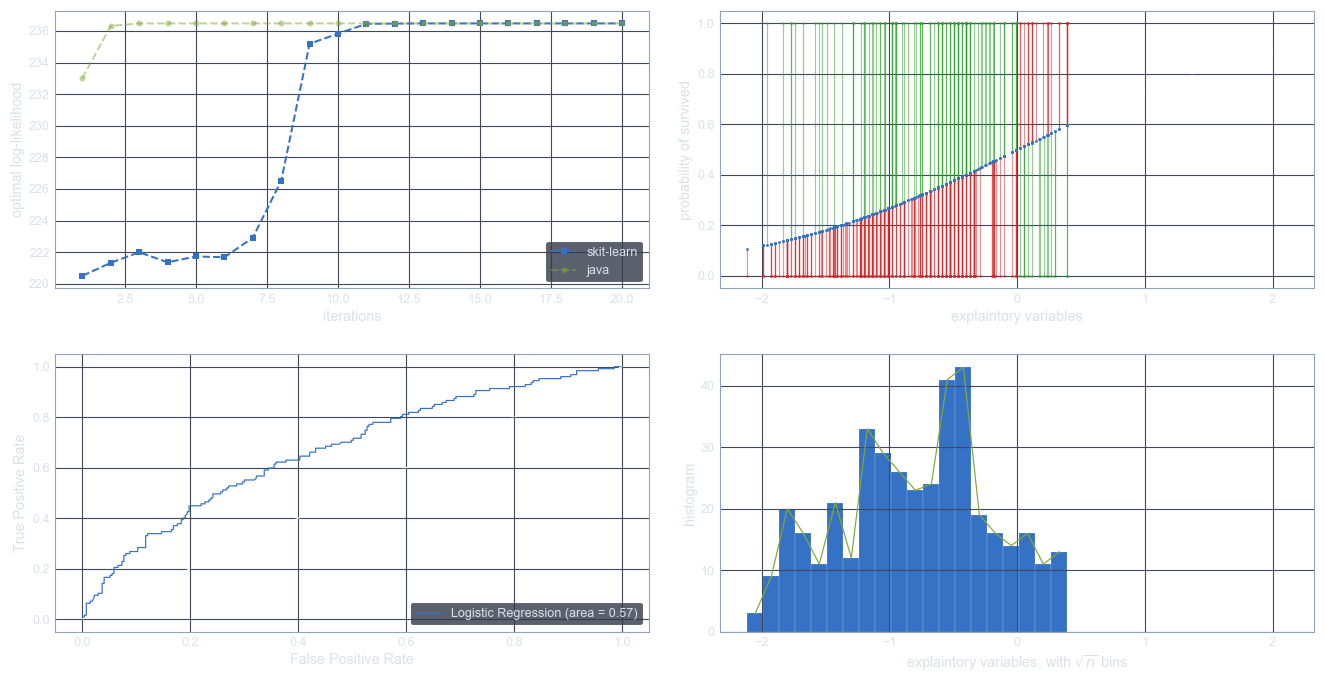 236
234
232
230
228
226
224
222
220
optimal log-likelihood
2.5 5.0 7.5 10.0 12.5 15.0 17.5 20.0
iterations
skit-learn
java
1.0
0.8
0.6
0.4
0.2
0.0
probability of survived
−2 −1 0 1 2
explaintory variables
1.0
0.8
0.6
0.4
0.2
0.0
True Positive Rate
0.0 0.2 0.4 0.6 0.8 1.0
False Positive Rate
Logistic Regression (area = 0.57)
40
30
20
10
0
histogram
−2 −1 0 1 2
explaintory variables, with √n bins